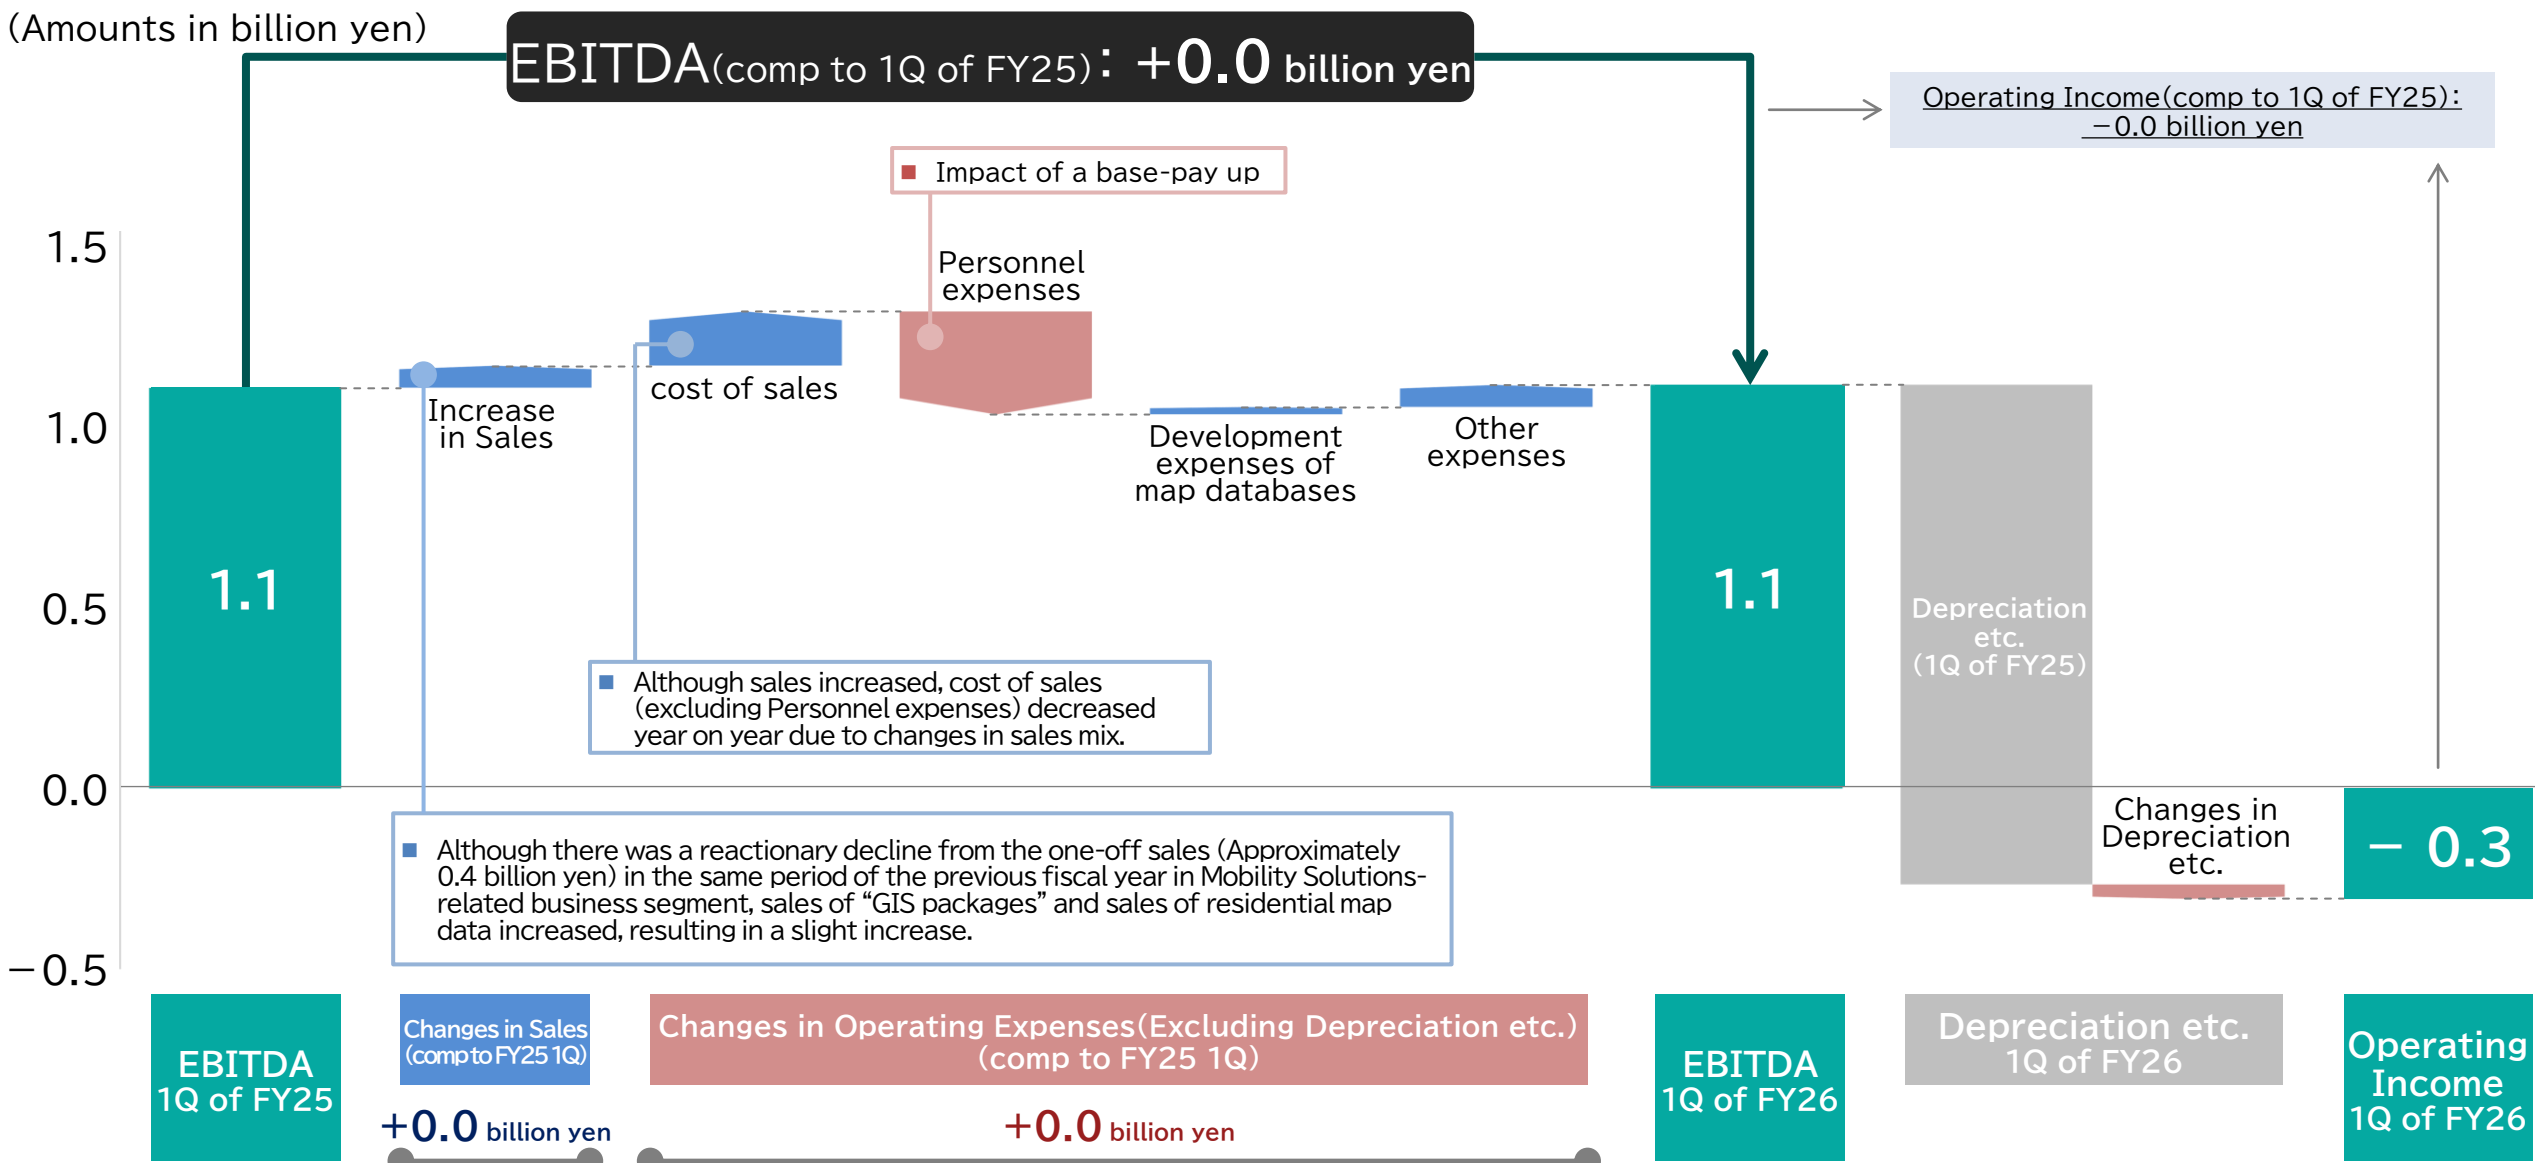 (Amounts in billion yen)
EBITDA(comp to 1Q of FY25)：+0.0 billion yen
Operating Income(comp to 1Q of FY25):
−0.0 billion yen
■ Impact of a base-pay up
1.5
1.0
0.5
0.0
−0.5
Personnel
expenses
Increase
in Sales
cost of sales
Development
expenses of
map databases
Other
expenses
1.1
1.1
Depreciation
etc.
(1Q of FY25)
■ Although sales increased, cost of sales
(excluding Personnel expenses) decreased
year on year due to changes in sales mix.
Changes in
Depreciation
etc.
− 0.3
■ Although there was a reactionary decline from the one-off sales (Approximately
0.4 billion yen) in the same period of the previous fiscal year in Mobility Solutions-
related business segment, sales of “GIS packages” and sales of residential map
data increased, resulting in a slight increase.
EBITDA
1Q of FY25
Changes in Sales
(comp to FY25 1Q)
+0.0 billion yen
Changes in Operating Expenses(Excluding Depreciation etc.)
(comp to FY25 1Q)
+0.0 billion yen
EBITDA
1Q of FY26
Depreciation etc.
1Q of FY26
Operating
Income
1Q of FY26